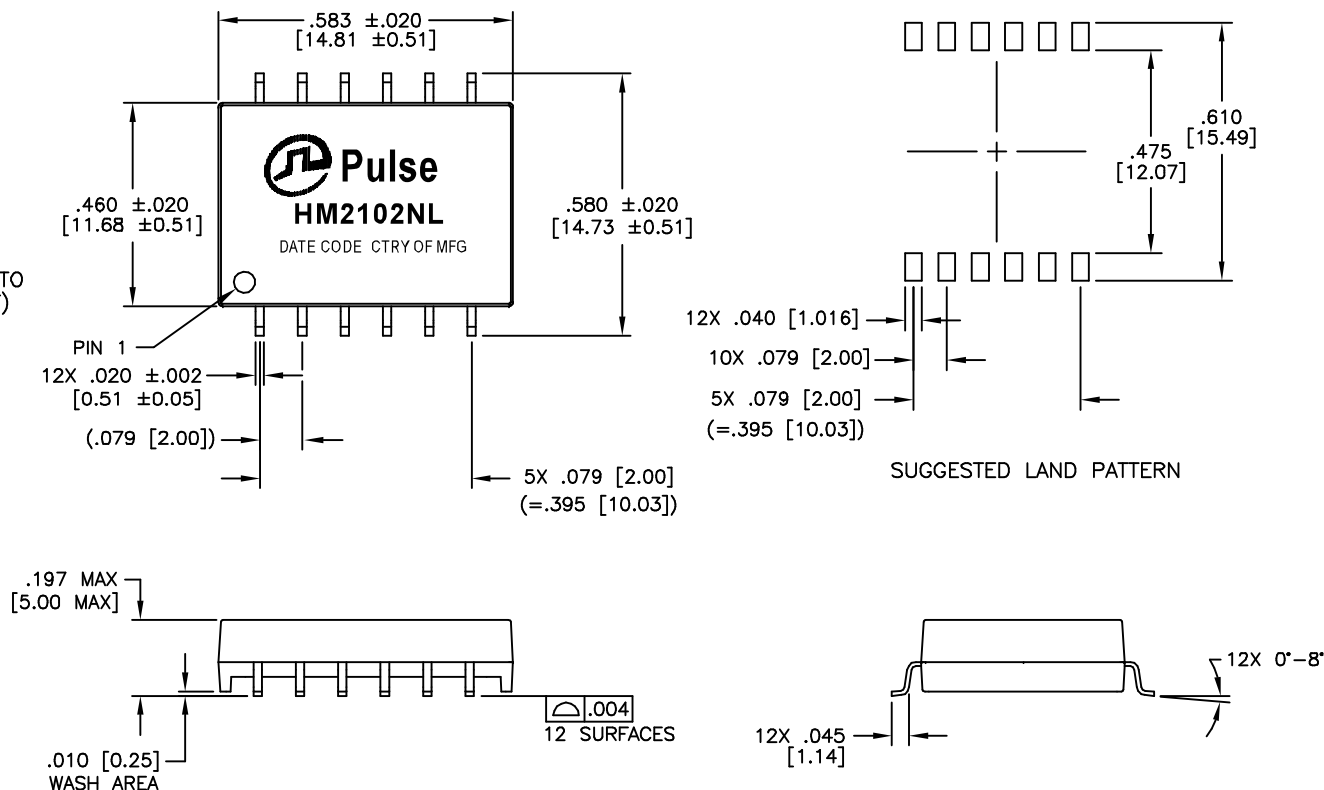 .583 ±.020
[14.81 ±0.51]
.460 ±.020
[11.68 ±0.51]
Pulse
HM2102NL
DATE CODE CTRY OF MFG
.580 ±.020
[14.73 ±0.51]
TO
)
PIN 1
12X .020 ±.002
[0.51 ±0.05]
(.079 [2.00])
5X .079 [2.00]
(=.395 [10.03])
.610
[15.49]
.475
[12.07]
12X .040 [1.016]
10X .079 [2.00]
5X .079 [2.00]
(=.395 [10.03])
SUGGESTED LAND PATTERN
.197 MAX
[5.00 MAX]
.010 [0.25]
WASH AREA
.004
12 SURFACES
12X 0°-8°
12X .045
[1.14]